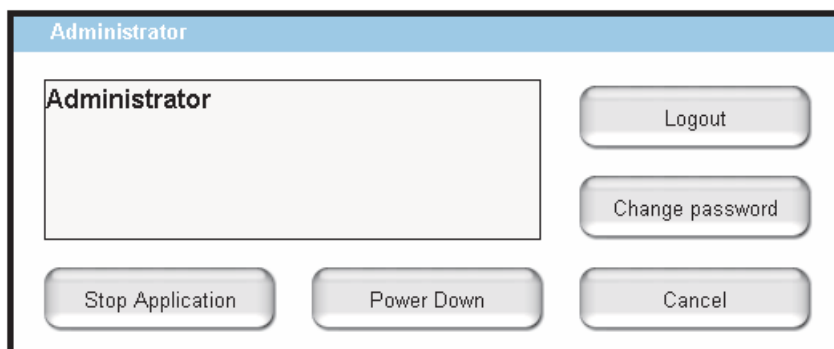 Administrator
Administrator
Logout
Change password
Stop Application
Power Down
Cancel